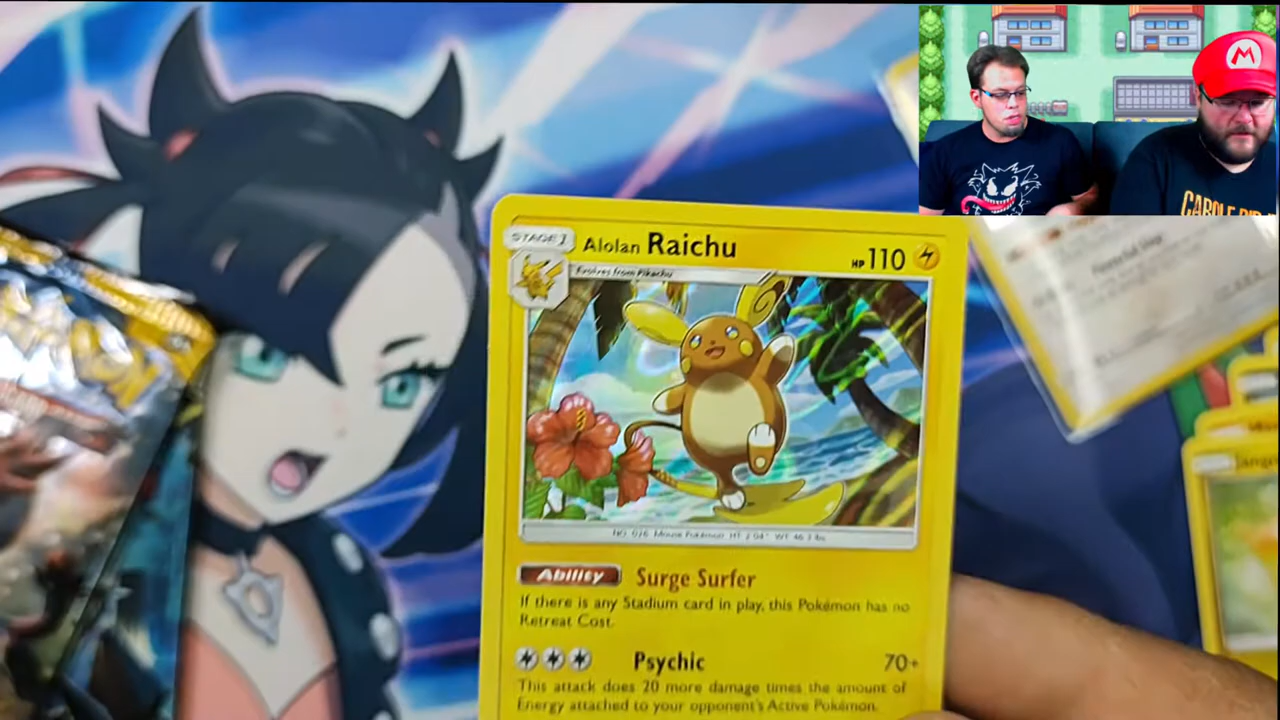 M
STAGE 1
Alolan Raichu
HP 110
Evolves from Pikachu
NO. 026 Mouse Pokémon HT 2'04" WT 46.3 lbs
Ability Surge Surfer
If there is any Stadium card in play, this Pokémon has no
Retreat Cost.
Psychic 70+
This attack does 20 more damage times the amount of
Energy attached to your opponent's Active Pokémon.